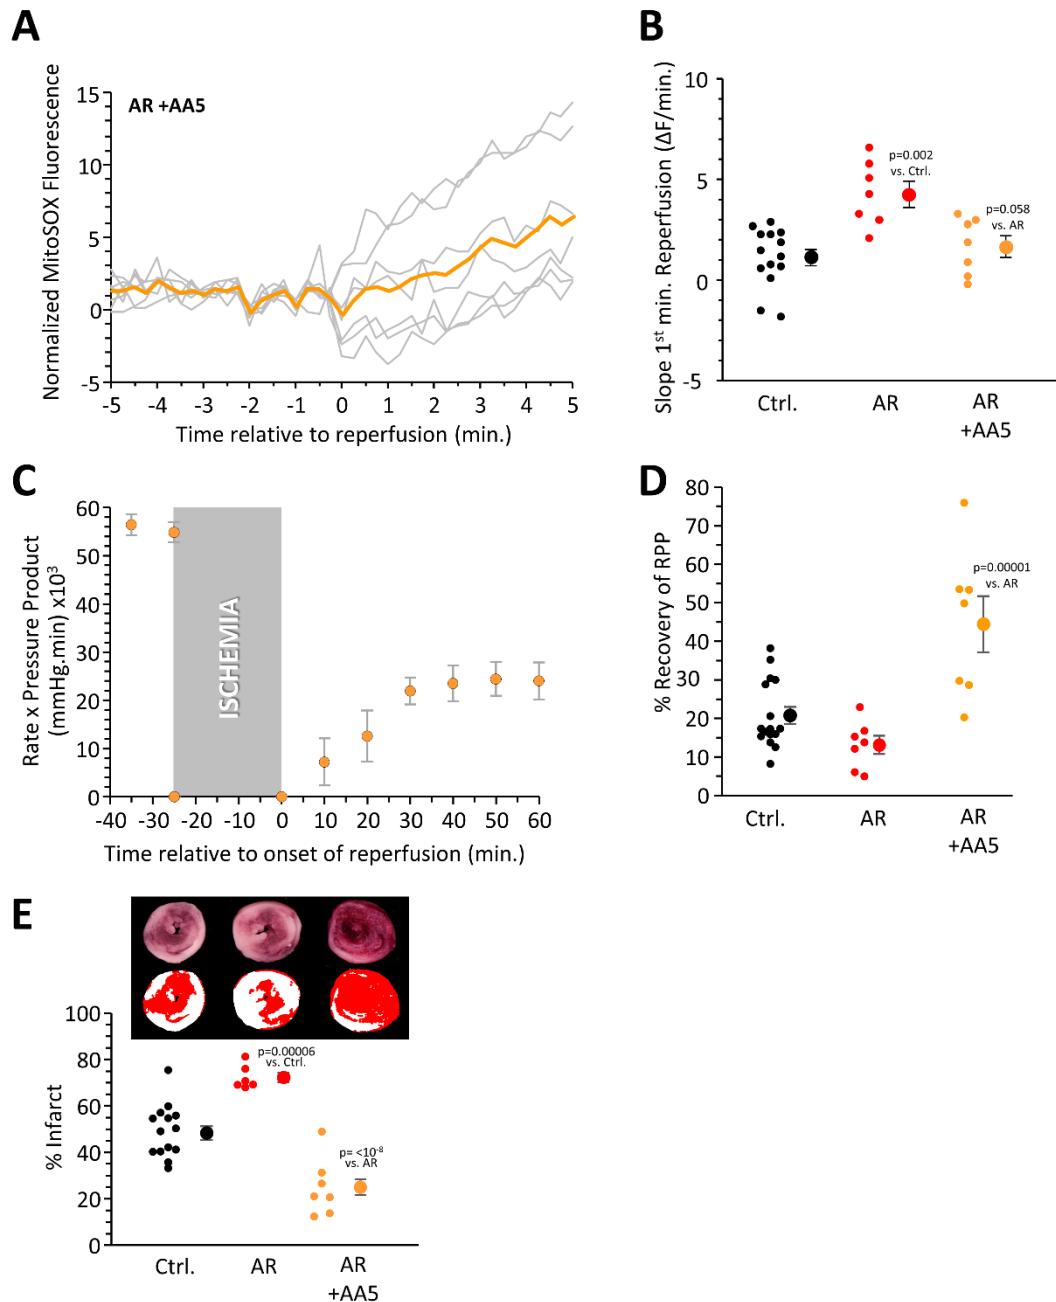 A
Normalized MitoSOX Fluorescence
15
10
5
0
-5
AR +AA5
-5 -4 -3 -2 -1 0 1 2 3 4 5
Time relative to reperfusion (min.)
B
Slope 1st min. Reperfusion (ΔF/min.)
10
5
0
-5
p=0.002
vs. Ctrl.
p=0.058
vs. AR
Ctrl. AR AR
+AA5
C
Rate x Pressure Product
(mmHg.min) x10³
60
50
40
30
20
10
0
ISCHEMIA
-40 -30 -20 -10 0 10 20 30 40 50 60
Time relative to onset of reperfusion (min.)
D
% Recovery of RPP
80
70
60
50
40
30
20
10
0
p=0.00001
vs. AR
Ctrl. AR AR
+AA5
E
% Infarct
100
80
60
40
20
0
p=0.00006
vs. Ctrl.
p= <10⁻⁸
vs. AR
Ctrl. AR AR
+AA5